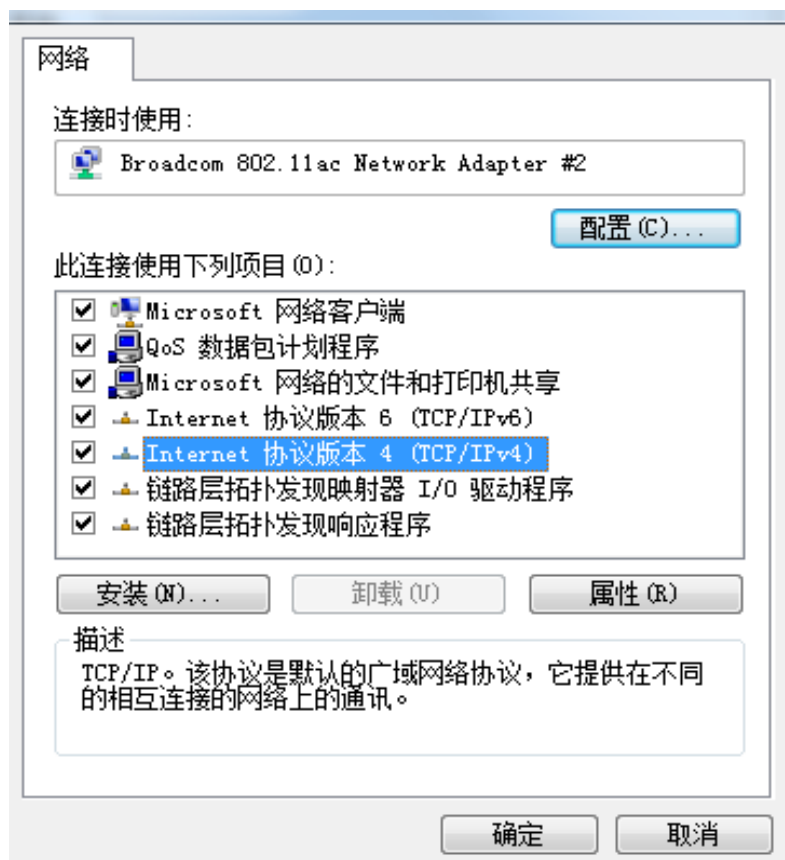 网络
连接时使用:
Broadcom 802.11ac Network Adapter #2
配置(C)...
此连接使用下列项目(O):
Microsoft 网络客户端
QoS 数据包计划程序
Microsoft 网络的文件和打印机共享
Internet 协议版本 6 (TCP/IPv6)
Internet 协议版本 4 (TCP/IPv4)
链路层拓扑发现映射器 I/O 驱动程序
链路层拓扑发现响应程序
安装(N)... 卸载(U) 属性(R)
描述
TCP/IP。该协议是默认的广域网络协议，它提供在不同
的相互连接的网络上的通讯。
确定 取消